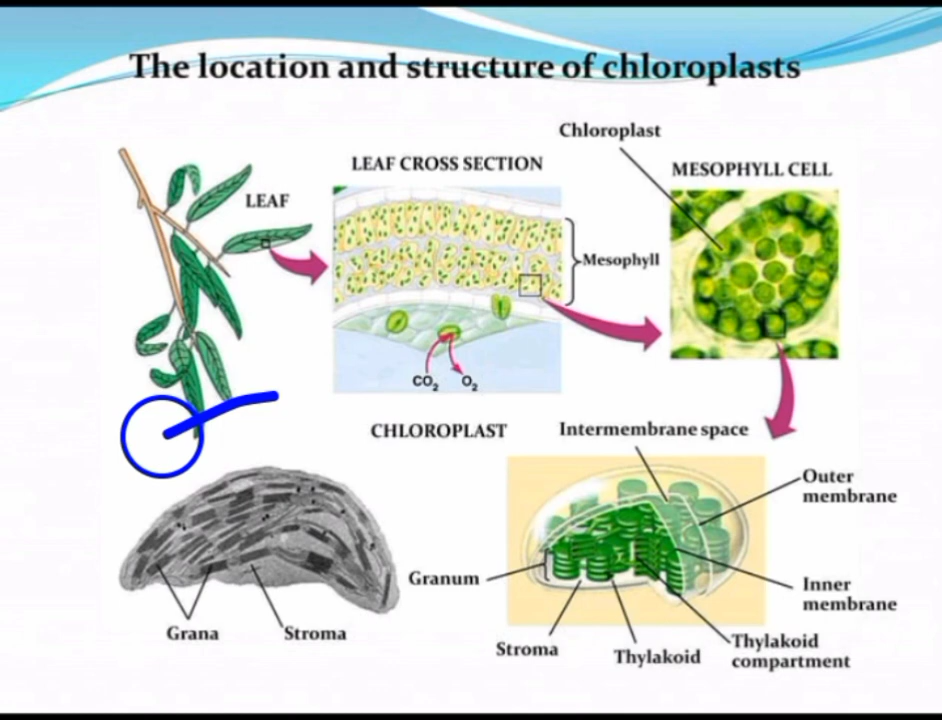 The location and structure of chloroplasts
Chloroplast
LEAF CROSS SECTION
MESOPHYLL CELL
LEAF
Mesophyll
CO2
O2
CHLOROPLAST
Intermembrane space
Outer
membrane
Granum
Inner
membrane
Grana
Stroma
Stroma
Thylakoid
Thylakoid
compartment